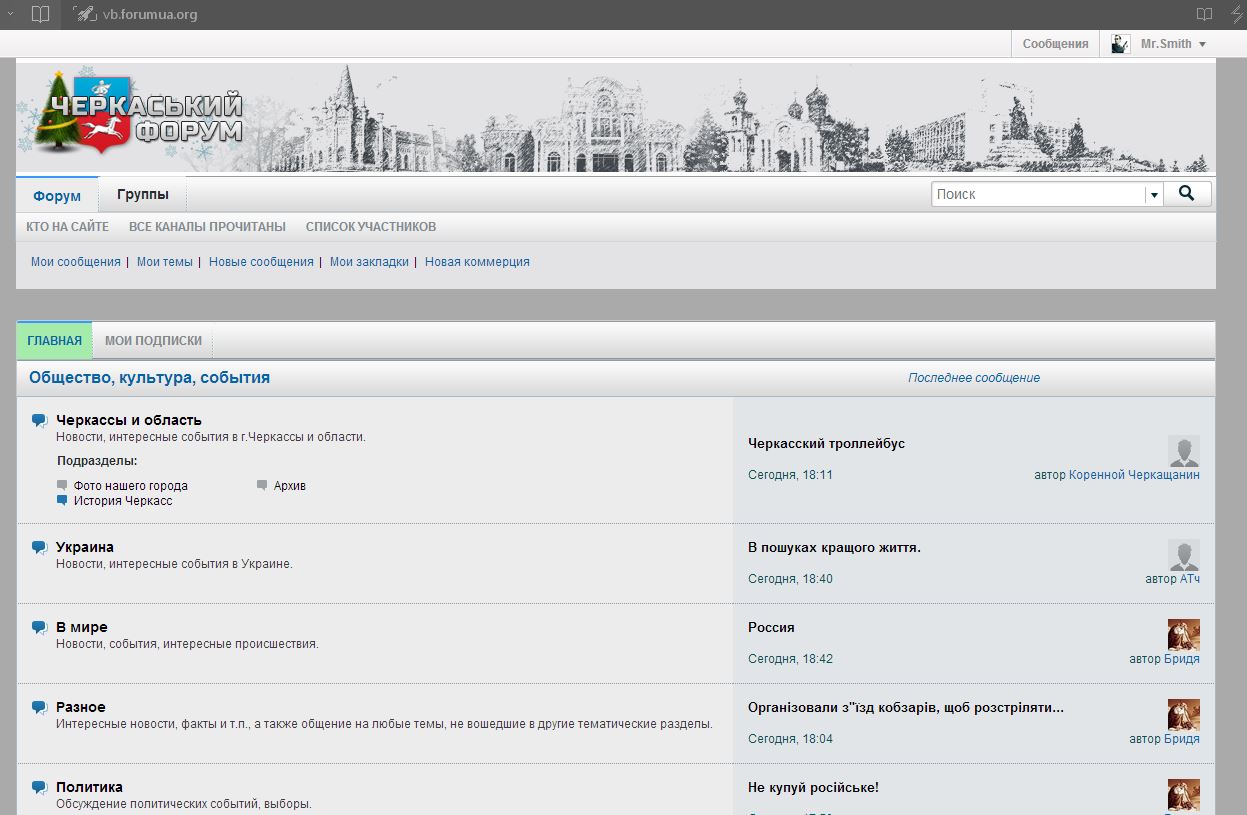 vb.forumua.org
Сообщения Mr.Smith
ЧЕРКАСЬКИЙ
ФОРУМ
Форум Группы Поиск
КТО НА САЙТЕ ВСЕ КАНАЛЫ ПРОЧИТАНЫ СПИСОК УЧАСТНИКОВ
Мои сообщения | Мои темы | Новые сообщения | Мои закладки | Новая коммерция
ГЛАВНАЯ МОИ ПОДПИСКИ
Общество, культура, события Последнее сообщение
Черкассы и область
Новости, интересные события в г.Черкассы и области.
Подразделы:
Фото нашего города Архив
История Черкасс
Черкасский троллейбус
Сегодня, 18:11 автор Коренной Черкащанин
Украина
Новости, интересные события в Украине.
В пошуках кращого життя.
Сегодня, 18:40 автор АТч
В мире
Новости, события, интересные происшествия.
Россия
Сегодня, 18:42 автор Бридя
Разное
Интересные новости, факты и т.п., а также общение на любые темы, не вошедшие в другие тематические разделы.
Організовали з"їзд кобзарів, щоб розстріляти...
Сегодня, 18:04 автор Бридя
Политика
Обсуждение политических событий, выборы.
Не купуй російське!